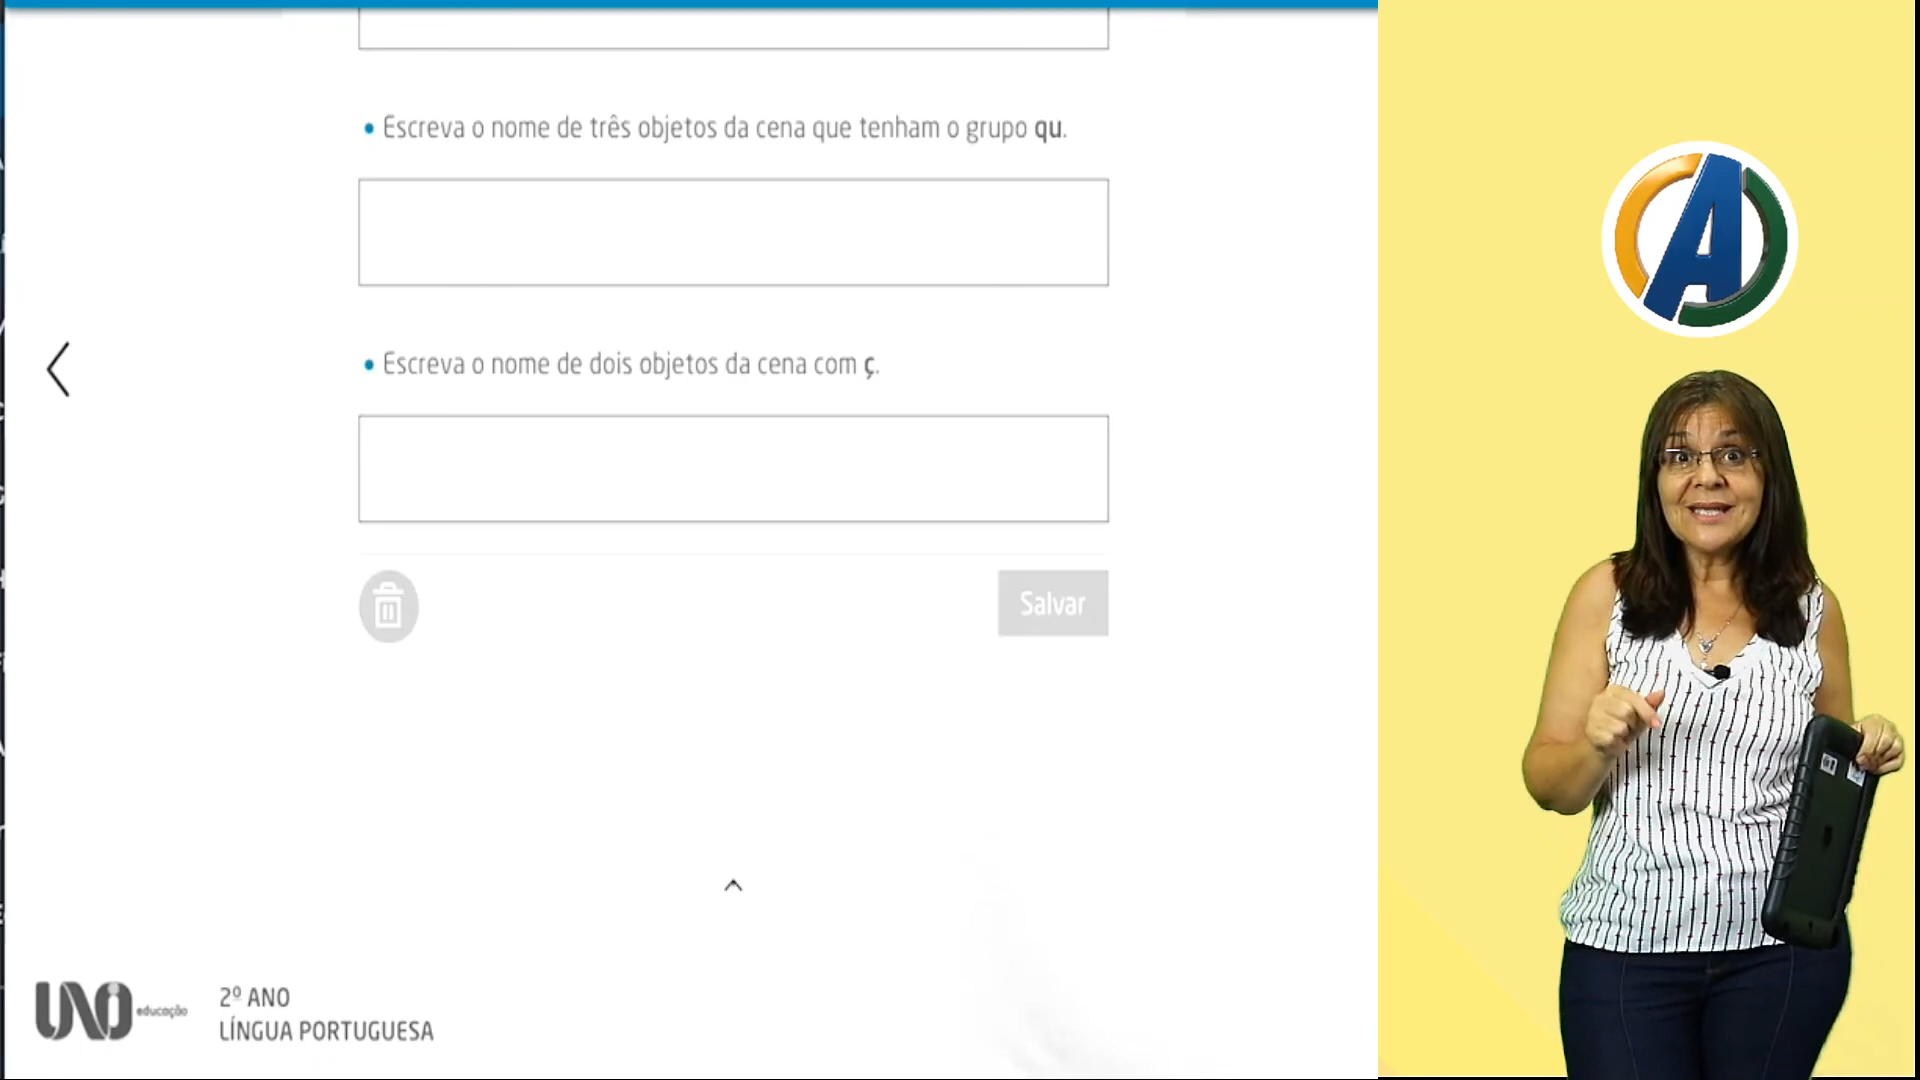 • Escreva o nome de três objetos da cena que tenham o grupo qu.
• Escreva o nome de dois objetos da cena com ç.
Salvar
A
UNO educação
2º ANO
LÍNGUA PORTUGUESA